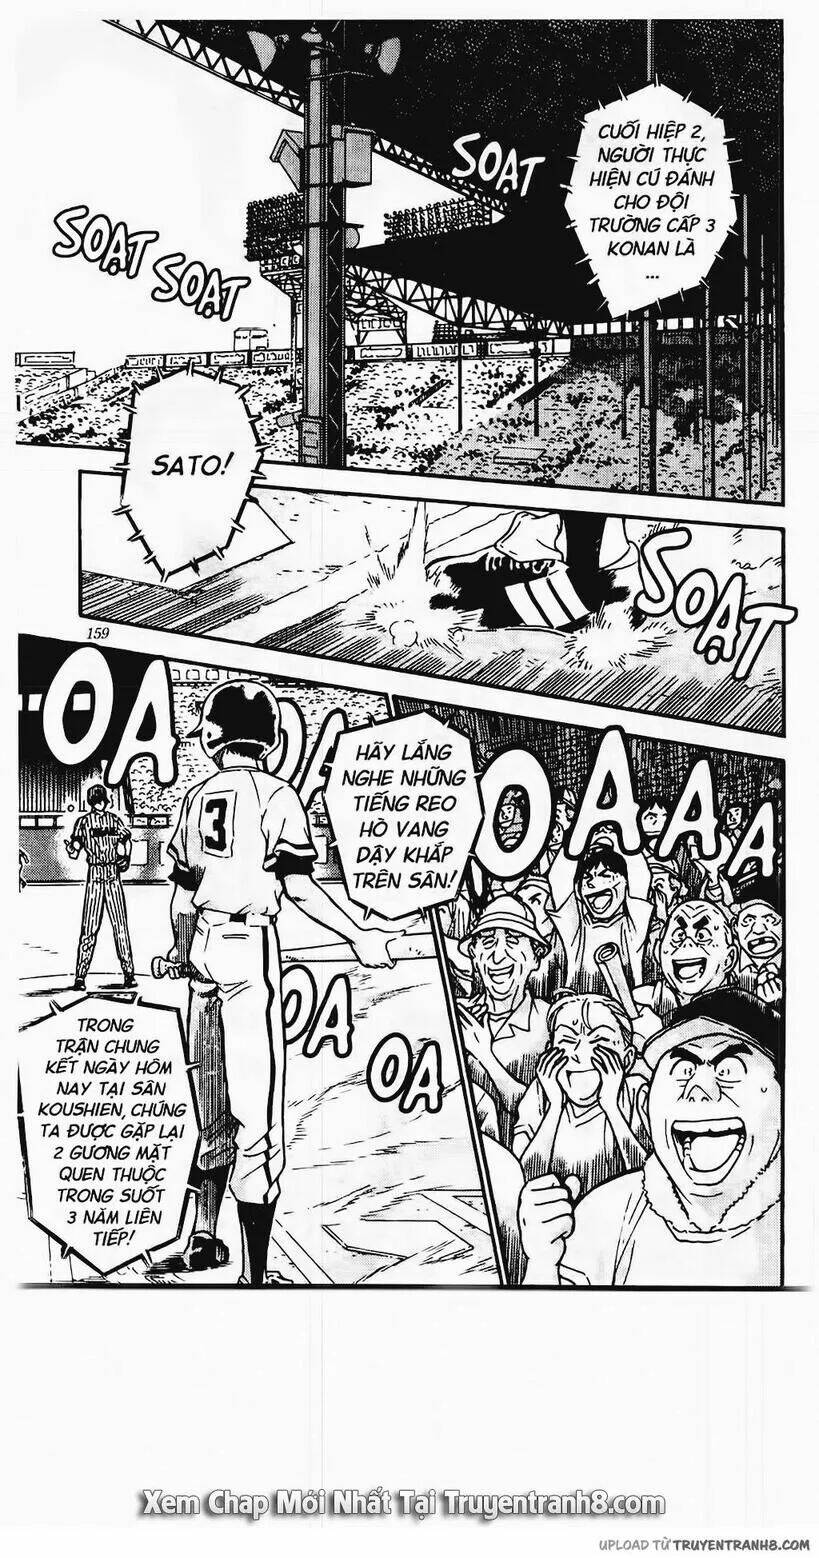 CUỐI HIỆP 2,
NGƯỜI THỰC
HIỆN CÚ ĐÁNH
CHO ĐỘI
TRƯỜNG CẤP 3
KONAN LÀ
...
SOẠT
SOẠT
SOẠT
SATO!
SOẠT
159
OA
OA
HÃY LẮNG
NGHE NHỮNG
TIẾNG REO
HÒ VANG
DẬY KHẮP
TRÊN SÂN!
OAAA
OA
OA
TRONG
TRẬN CHUNG
KẾT NGÀY HÔM
NAY TẠI SÂN
KOUSHIEN, CHÚNG
TA ĐƯỢC GẶP LẠI
2 GƯƠNG MẶT
QUEN THUỘC
TRONG SUỐT
3 NĂM LIÊN
TIẾP!
3
Xem Chap Mới Nhất Tại Truyentranh8.com
UPLOAD TỪ TRUYENTRANH8.COM